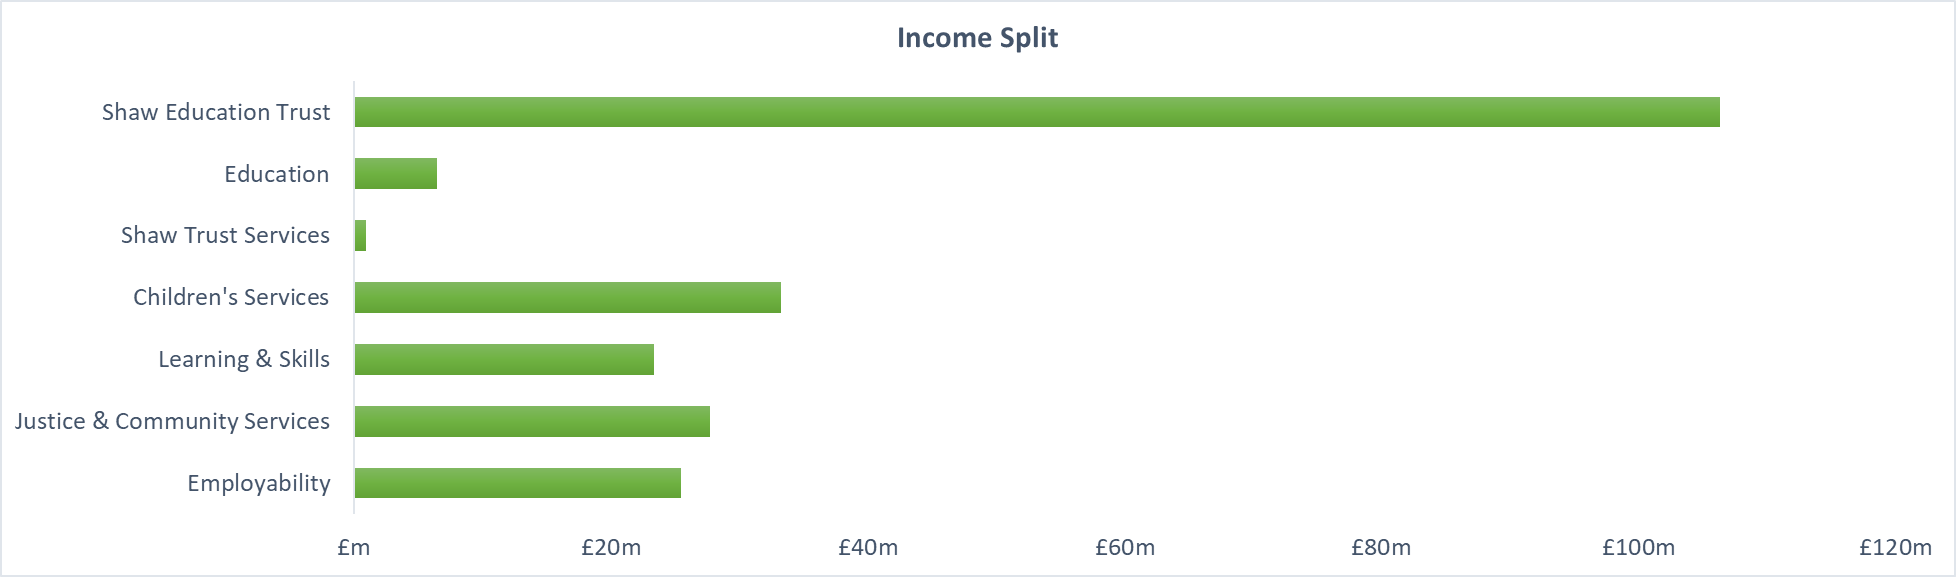 Income Split
Shaw Education Trust
Education
Shaw Trust Services
Children's Services
Learning & Skills
Justice & Community Services
Employability
£m £20m £40m £60m £80m £100m £120m